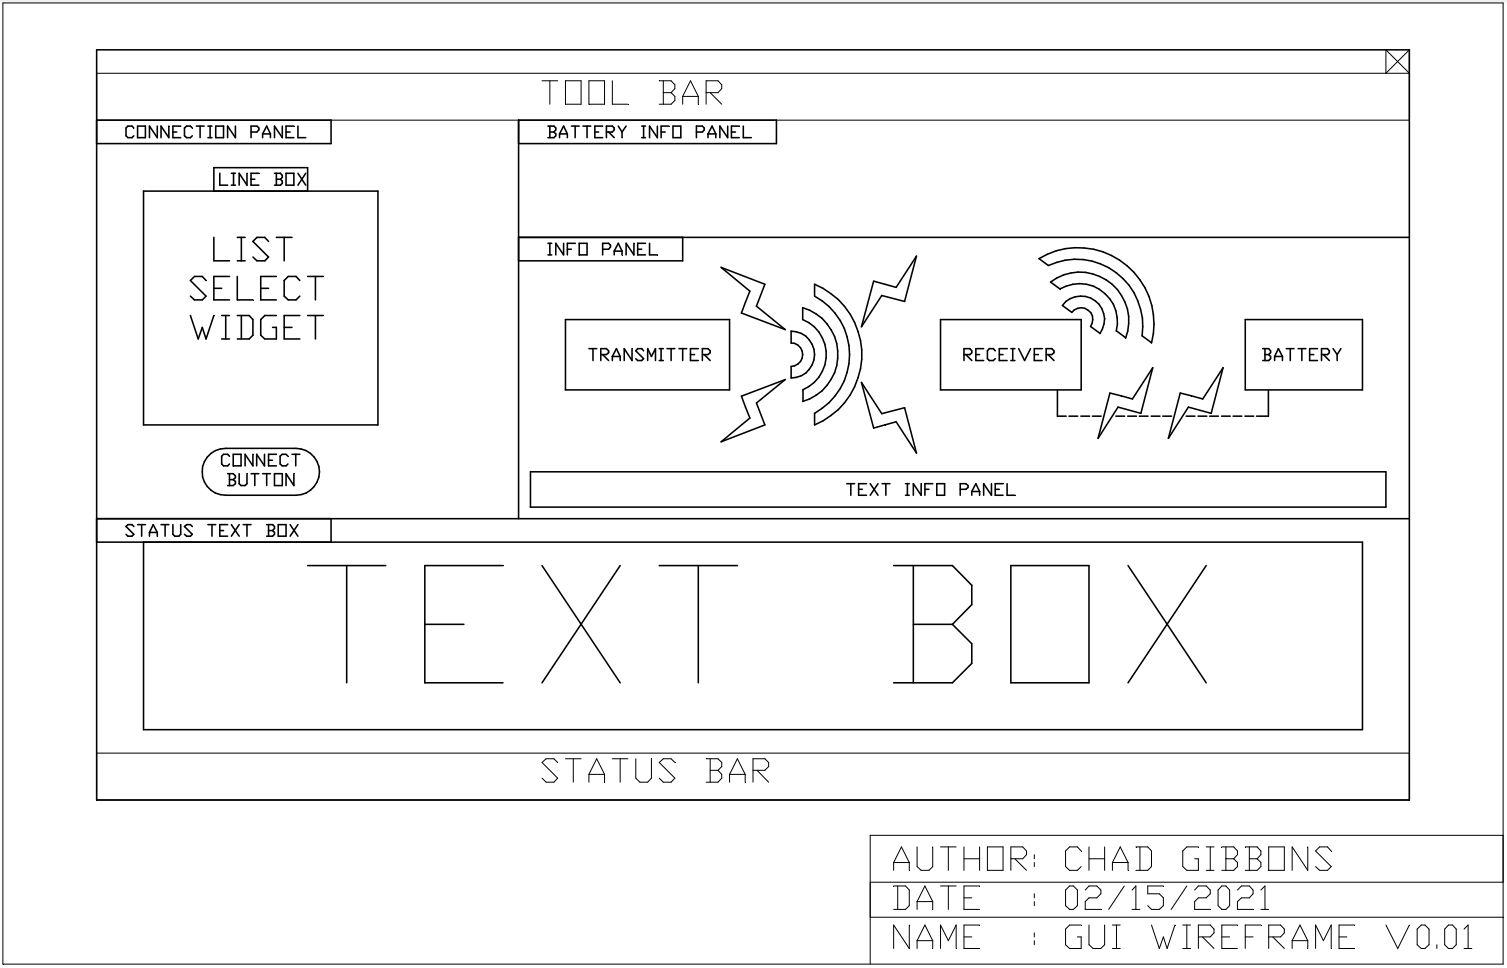 TOOL BAR
CONNECTION PANEL
BATTERY INFO PANEL
LINE BOX
LIST
SELECT
WIDGET
CONNECT
BUTTON
INFO PANEL
TRANSMITTER
RECEIVER
BATTERY
TEXT INFO PANEL
STATUS TEXT BOX
TEXT BOX
STATUS BAR
AUTHOR: CHAD GIBBONS
DATE : 02/15/2021
NAME : GUI WIREFRAME V0.01